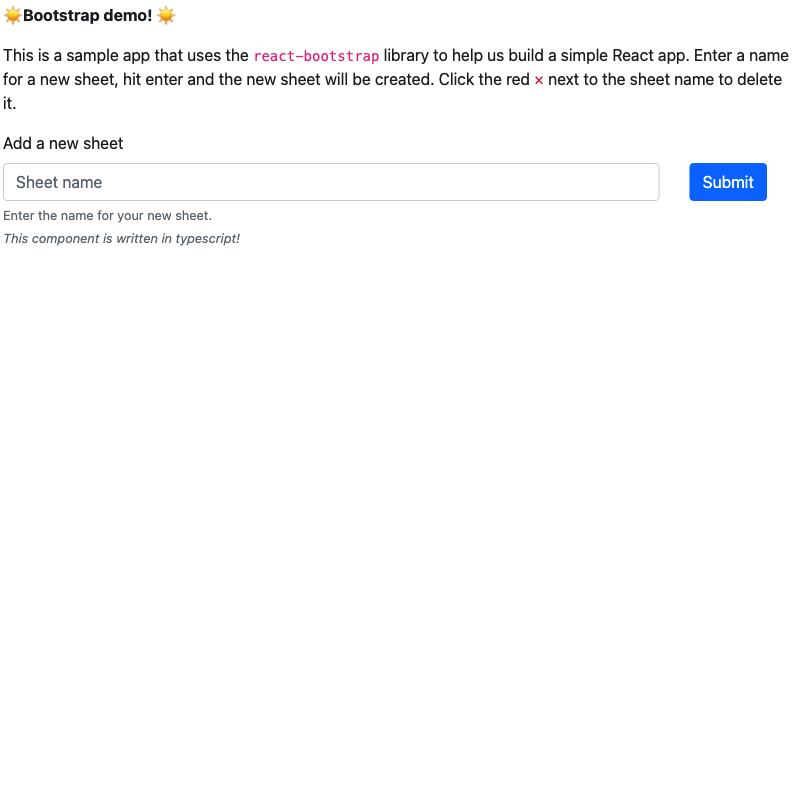 ☀️Bootstrap demo! ☀️
This is a sample app that uses the react-bootstrap library to help us build a simple React app. Enter a name
for a new sheet, hit enter and the new sheet will be created. Click the red × next to the sheet name to delete
it.
Add a new sheet
Sheet name
Submit
Enter the name for your new sheet.
This component is written in typescript!